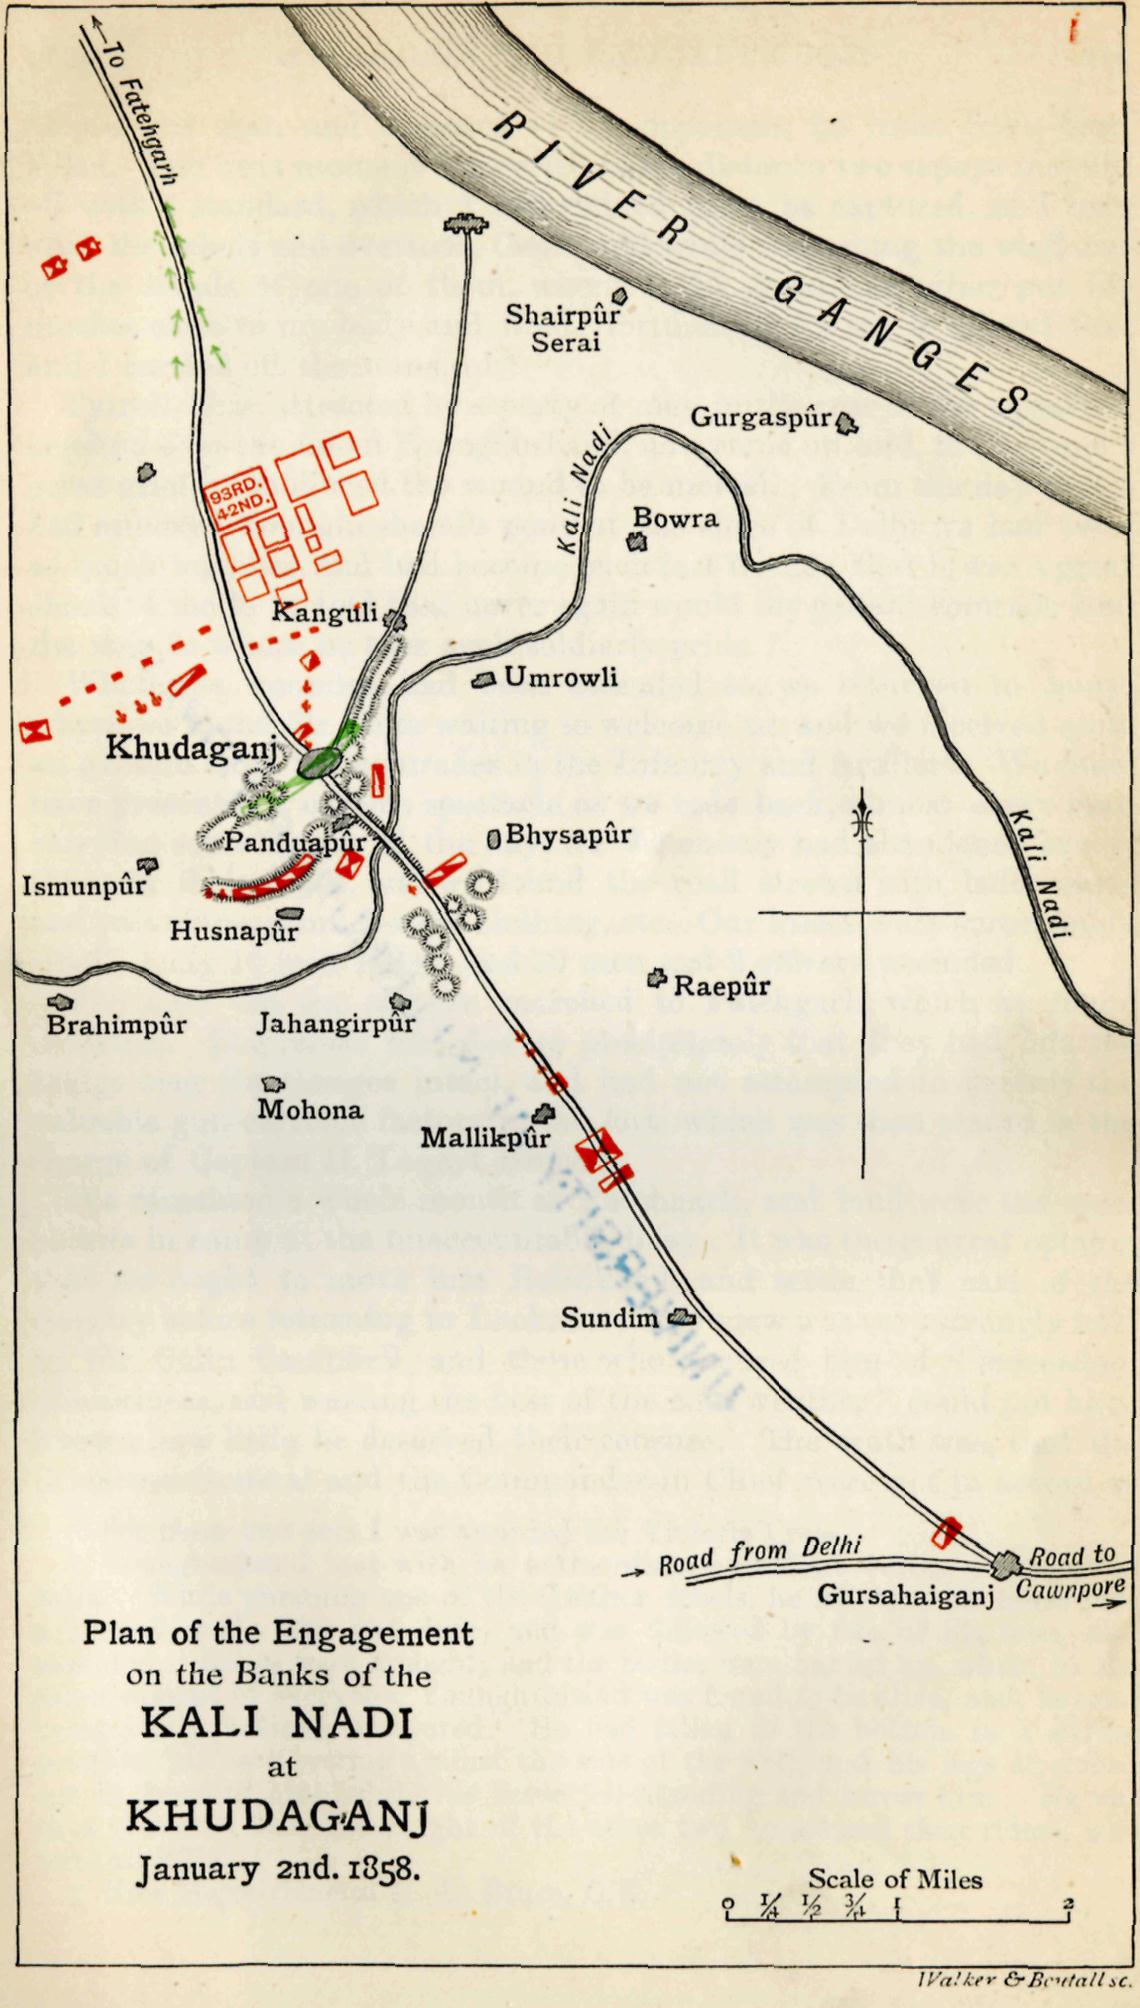 ←To Fatehgarh
RIVER GANGES
Shairpûr
Serai
Gurgaspûr
Kali Nadi
Bowra
93RD.
42ND.
Kanguli
Umrowli
Khudaganj
Panduapûr
Bhysapûr
Kali Nadi
Ismunpûr
Husnapûr
Raepûr
Brahimpûr
Jahangirpûr
Mohona
Mallikpûr
Sundim
→ Road from Delhi
Road to
Cawnpore
Gursahaiganj
Plan of the Engagement
on the Banks of the
KALI NADI
at
KHUDAGANJ
January 2nd. 1858.
Scale of Miles
0 1/4 1/2 3/4 1 2
Walker & Boutall sc.